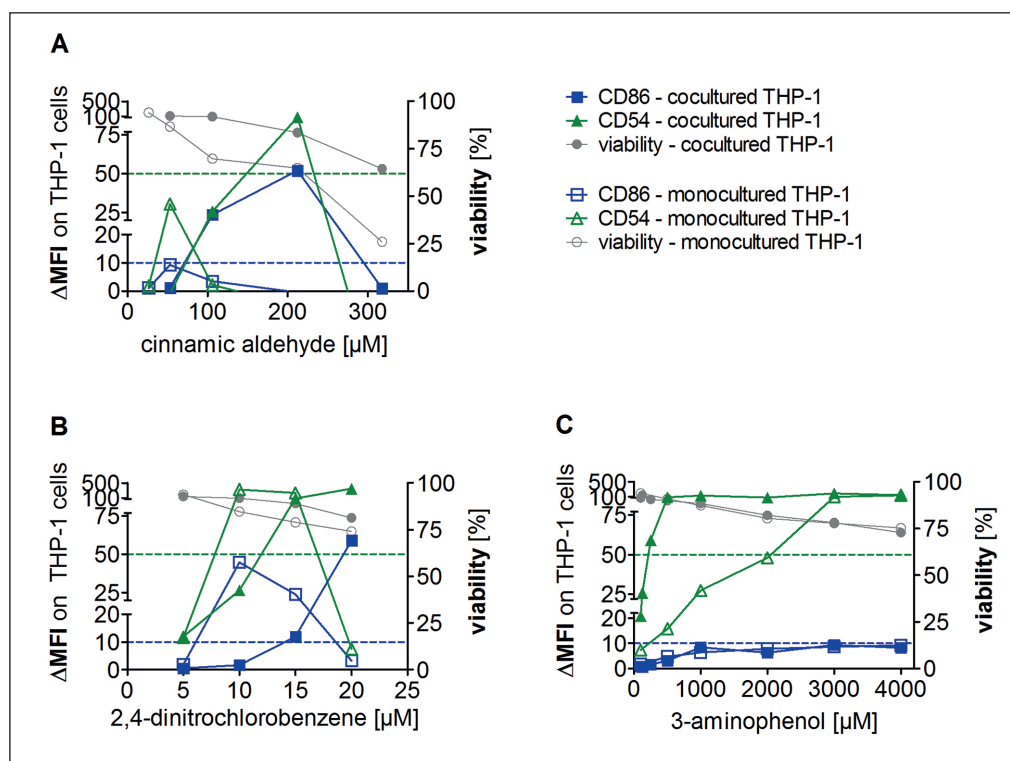 A
ΔMFI on THP-1 cells
500
100
75
50
25
20
10
0
100
75
50
25
0
viability [%]
0 100 200 300
cinnamic aldehyde [µM]
CD86 - cocultured THP-1
CD54 - cocultured THP-1
viability - cocultured THP-1
CD86 - monocultured THP-1
CD54 - monocultured THP-1
viability - monocultured THP-1
B
ΔMFI on THP-1 cells
500
100
75
50
25
20
10
0
100
75
50
25
0
viability [%]
0 5 10 15 20 25
2,4-dinitrochlorobenzene [µM]
C
ΔMFI on THP-1 cells
500
100
75
50
25
20
10
0
100
75
50
25
0
viability [%]
0 1000 2000 3000 4000
3-aminophenol [µM]